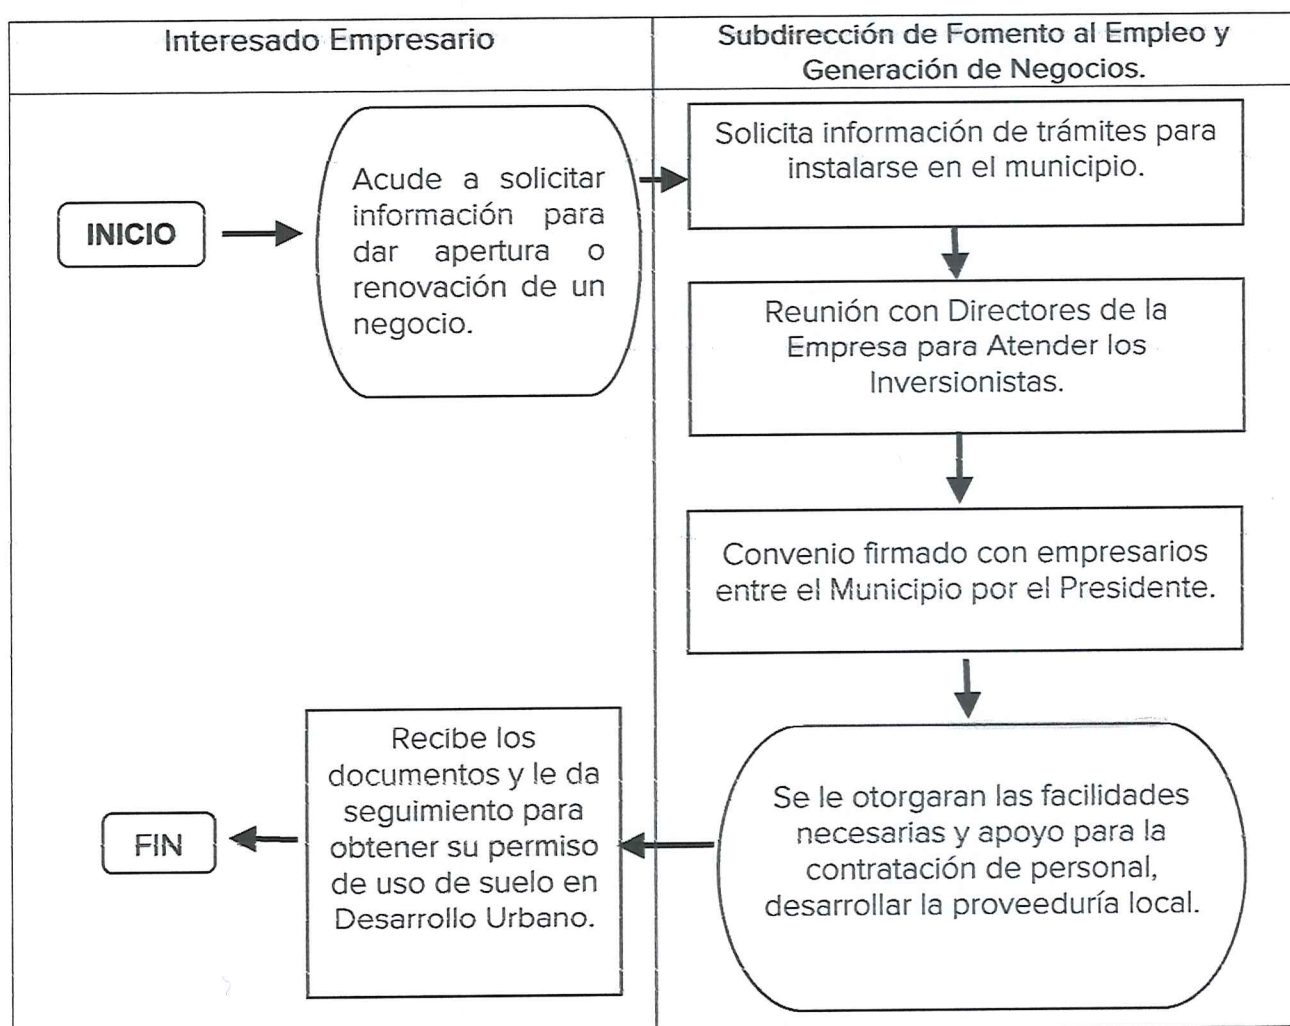 Interesado Empresario
Subdirección de Fomento al Empleo y
Generación de Negocios.
INICIO
Acude a solicitar
información para
dar apertura o
renovación de un
negocio.
Solicita información de trámites para
instalarse en el municipio.
Reunión con Directores de la
Empresa para Atender los
Inversionistas.
Convenio firmado con empresarios
entre el Municipio por el Presidente.
Se le otorgaran las facilidades
necesarias y apoyo para la
contratación de personal,
desarrollar la proveeduría local.
Recibe los
documentos y le da
seguimiento para
obtener su permiso
de uso de suelo en
Desarrollo Urbano.
FIN